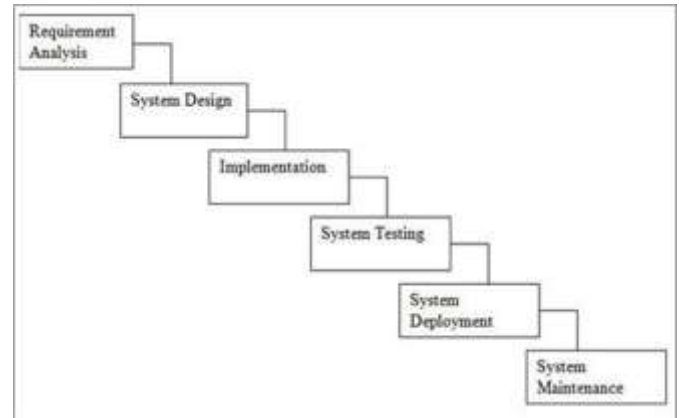 Requirement
Analysis
System Design
Implementation
System Testing
System
Deployment
System
Maintenance